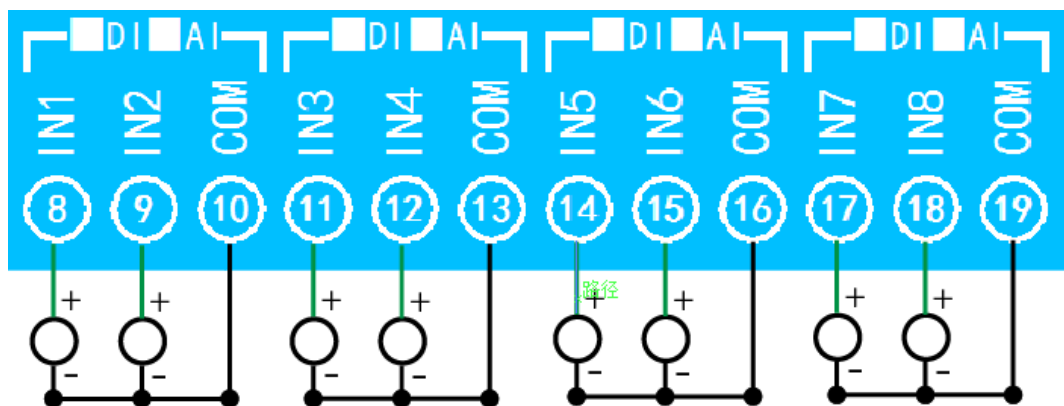 DI AI DI AI DI AI DI AI
IN1 IN2 COM IN3 IN4 COM IN5 IN6 COM IN7 IN8 COM
8 9 10 11 12 13 14 15 16 17 18 19
路径
+ + + + + + + +
- - - - - - - -